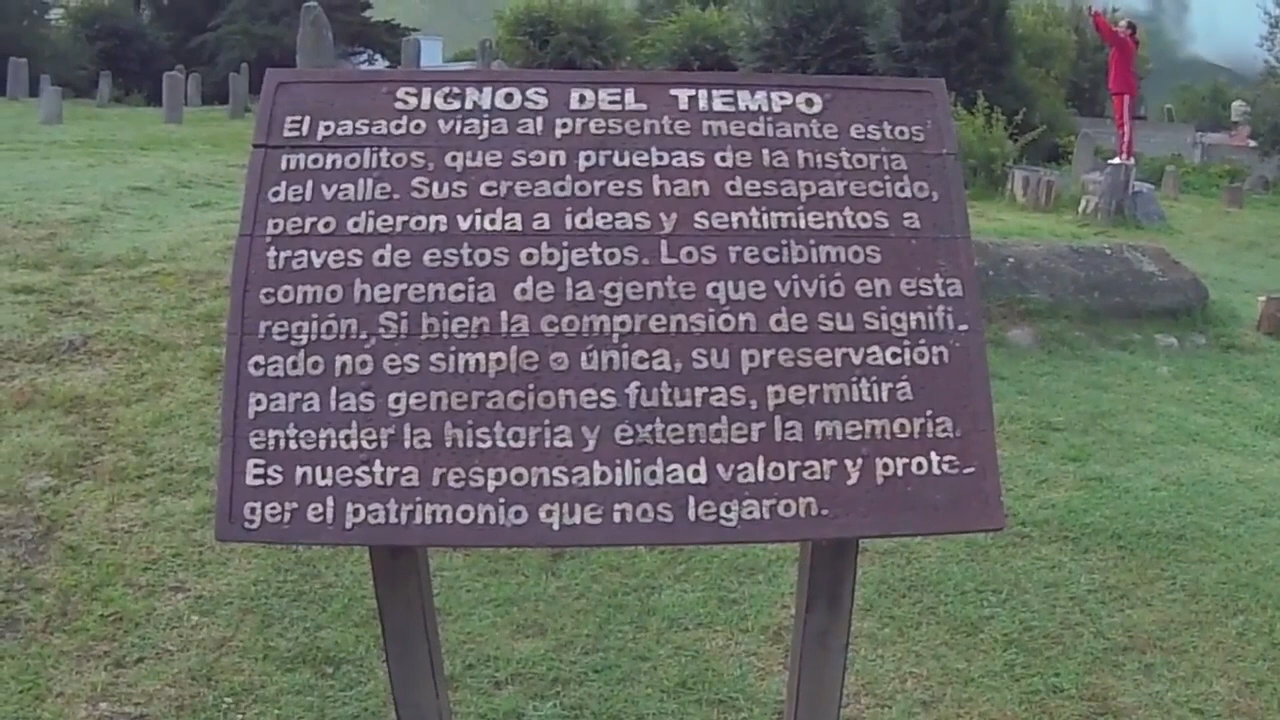 SIGNOS DEL TIEMPO
El pasado viaja al presente mediante estos
monolitos, que son pruebas de la historia
del valle. Sus creadores han desaparecido,
pero dieron vida a ideas y sentimientos a
traves de estos objetos. Los recibimos
como herencia de la gente que vivió en esta
región. Si bien la comprensión de su signifi-
cado no es simple o única, su preservación
para las generaciones futuras, permitirá
entender la historia y extender la memoria.
Es nuestra responsabilidad valorar y prote-
ger el patrimonio que nos legaron.